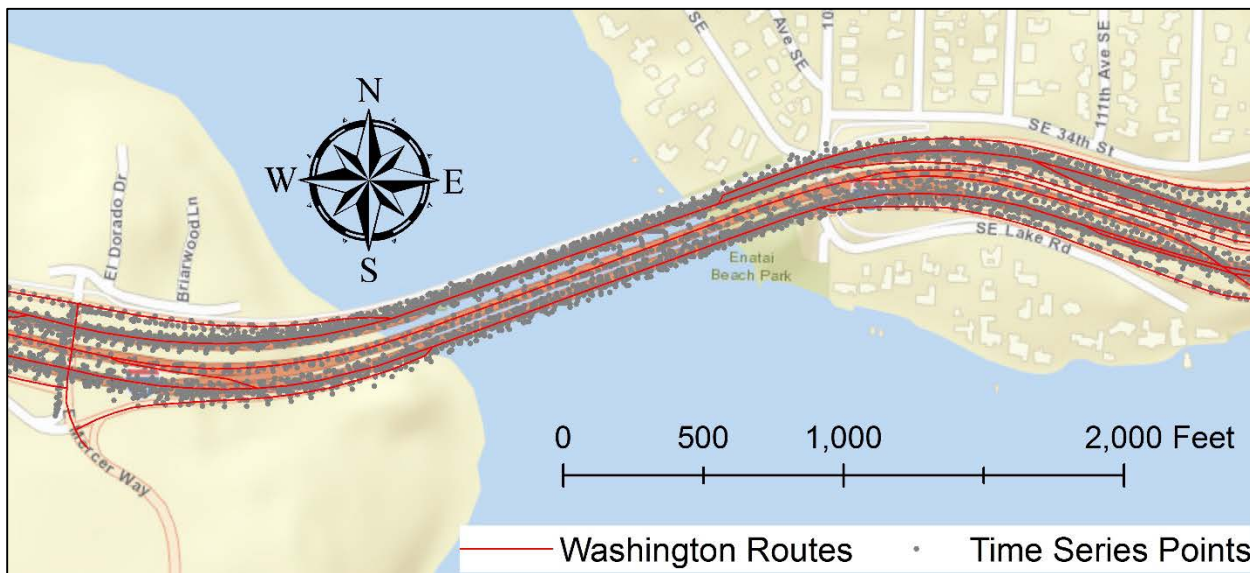 SE
Ave SE
10
111th Ave SE
SE 34th St
N
W E
S
El Dorado Dr
Briarwood Ln
SE Lake Rd
Enatai
Beach Park
Mercer Way
0 500 1,000 2,000 Feet
Washington Routes Time Series Points